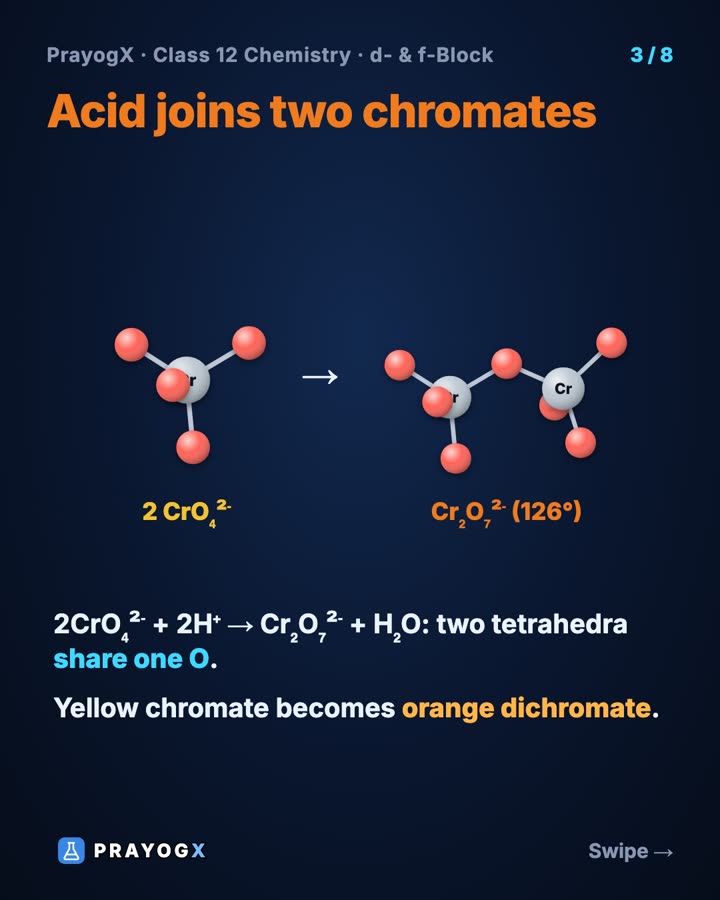 PrayogX · Class 12 Chemistry · d- & f-Block
3 / 8
Acid joins two chromates
r
→
r
Cr
2 CrO₄²⁻
Cr₂O₇²⁻ (126°)
2CrO₄²⁻ + 2H⁺ → Cr₂O₇²⁻ + H₂O: two tetrahedra
share one O.
Yellow chromate becomes orange dichromate.
PRAYOGX
Swipe →